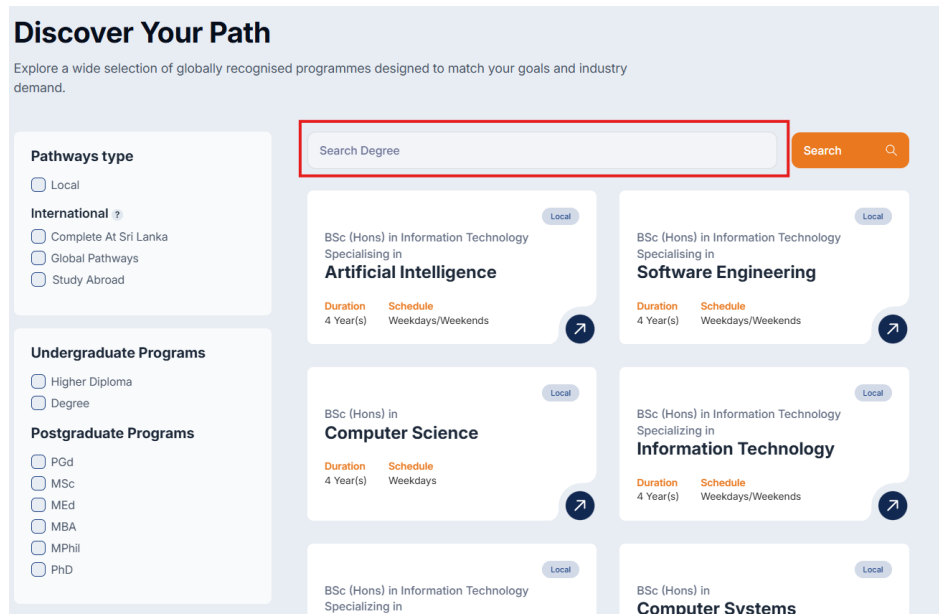 Discover Your Path
Explore a wide selection of globally recognised programmes designed to match your goals and industry
demand.
Pathways type
Local
International ?
Complete At Sri Lanka
Global Pathways
Study Abroad
Undergraduate Programs
Higher Diploma
Degree
Postgraduate Programs
PGd
MSc
MEd
MBA
MPhil
PhD
Search Degree
Search
Local
BSc (Hons) in Information Technology
Specialising in
Artificial Intelligence
Duration Schedule
4 Year(s) Weekdays/Weekends
Local
BSc (Hons) in Information Technology
Specialising in
Software Engineering
Duration Schedule
4 Year(s) Weekdays/Weekends
Local
BSc (Hons) in
Computer Science
Duration Schedule
4 Year(s) Weekdays
Local
BSc (Hons) in Information Technology
Specializing in
Information Technology
Duration Schedule
4 Year(s) Weekdays/Weekends
Local
BSc (Hons) in Information Technology
Specializing in
Local
BSc (Hons) in
Computer Systems